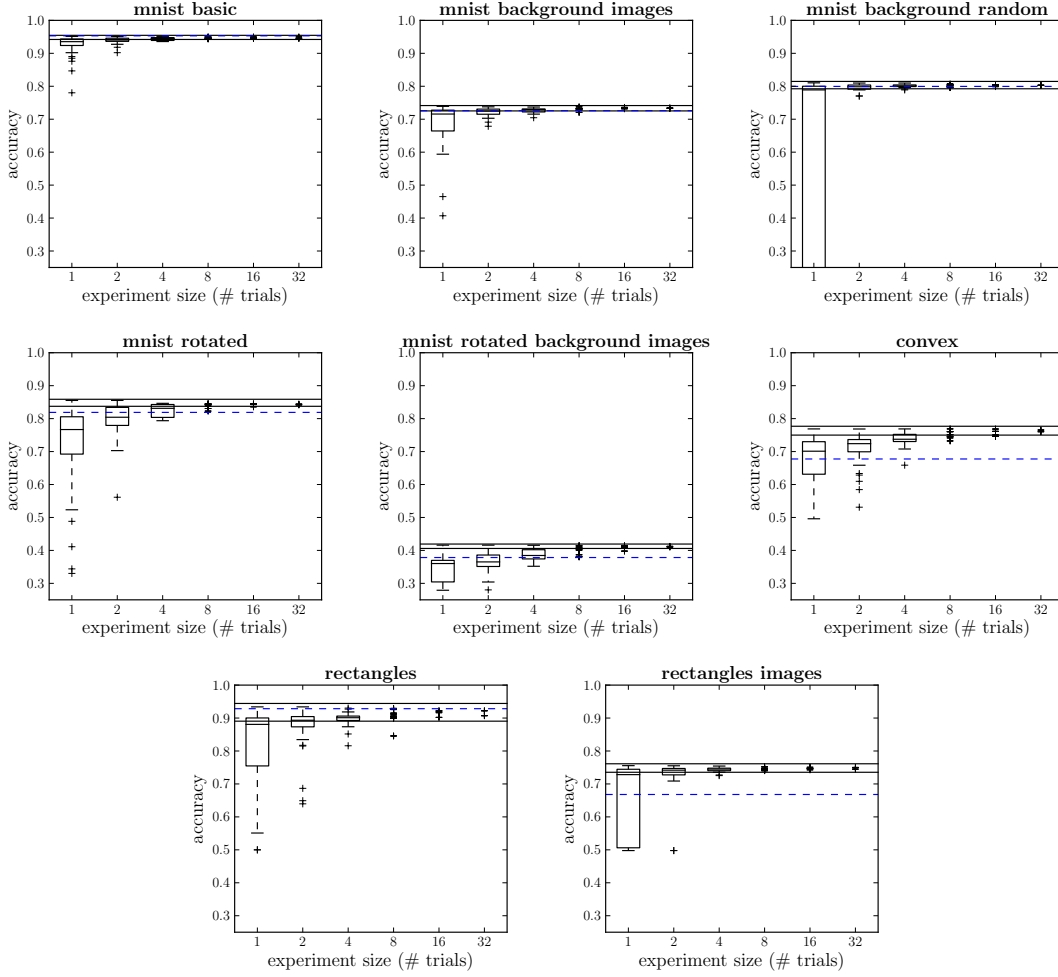 mnist basic
1.0
0.9
0.8
0.7
0.6
0.5
0.4
0.3
accuracy
1 2 4 8 16 32
experiment size (# trials)
mnist background images
1.0
0.9
0.8
0.7
0.6
0.5
0.4
0.3
accuracy
1 2 4 8 16 32
experiment size (# trials)
mnist background random
1.0
0.9
0.8
0.7
0.6
0.5
0.4
0.3
accuracy
1 2 4 8 16 32
experiment size (# trials)
mnist rotated
1.0
0.9
0.8
0.7
0.6
0.5
0.4
0.3
accuracy
1 2 4 8 16 32
experiment size (# trials)
mnist rotated background images
1.0
0.9
0.8
0.7
0.6
0.5
0.4
0.3
accuracy
1 2 4 8 16 32
experiment size (# trials)
convex
1.0
0.9
0.8
0.7
0.6
0.5
0.4
0.3
accuracy
1 2 4 8 16 32
experiment size (# trials)
rectangles
1.0
0.9
0.8
0.7
0.6
0.5
0.4
0.3
accuracy
1 2 4 8 16 32
experiment size (# trials)
rectangles images
1.0
0.9
0.8
0.7
0.6
0.5
0.4
0.3
accuracy
1 2 4 8 16 32
experiment size (# trials)